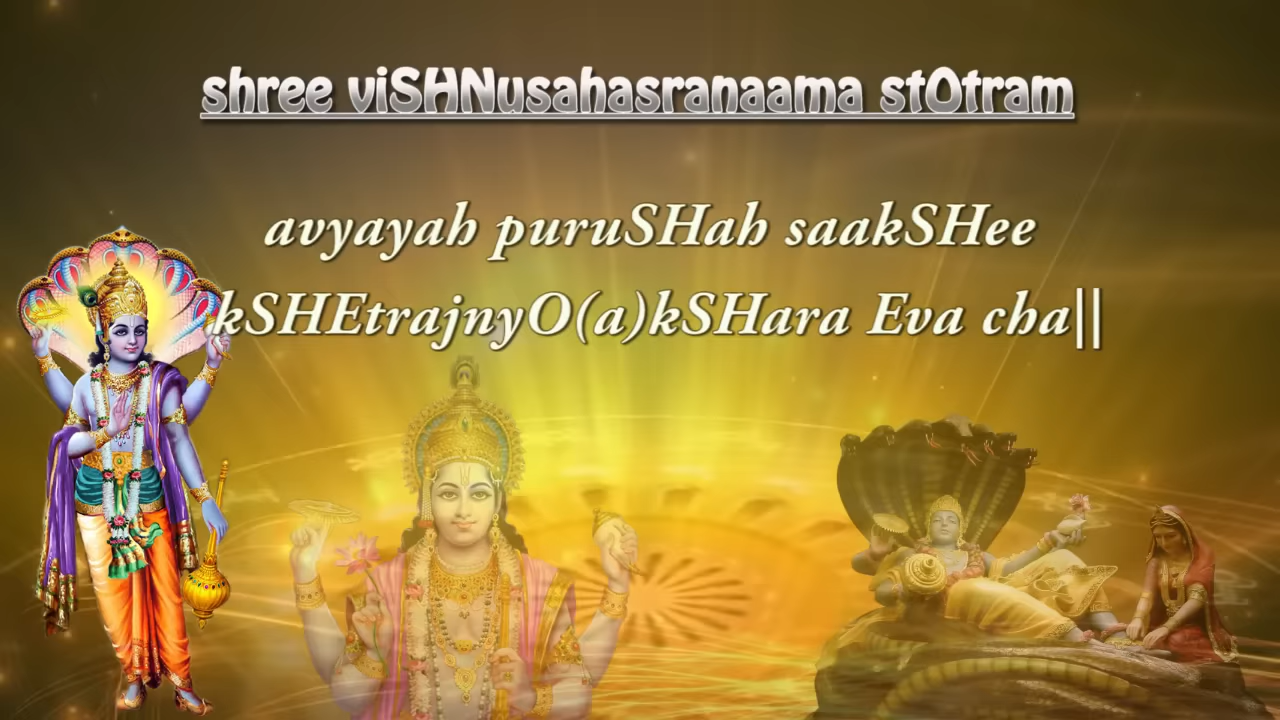 shree viSHNusahasranaama stOtram
avyayah puruSHah saakSHee
kSHEtrajnyO(a)kSHara Eva cha||